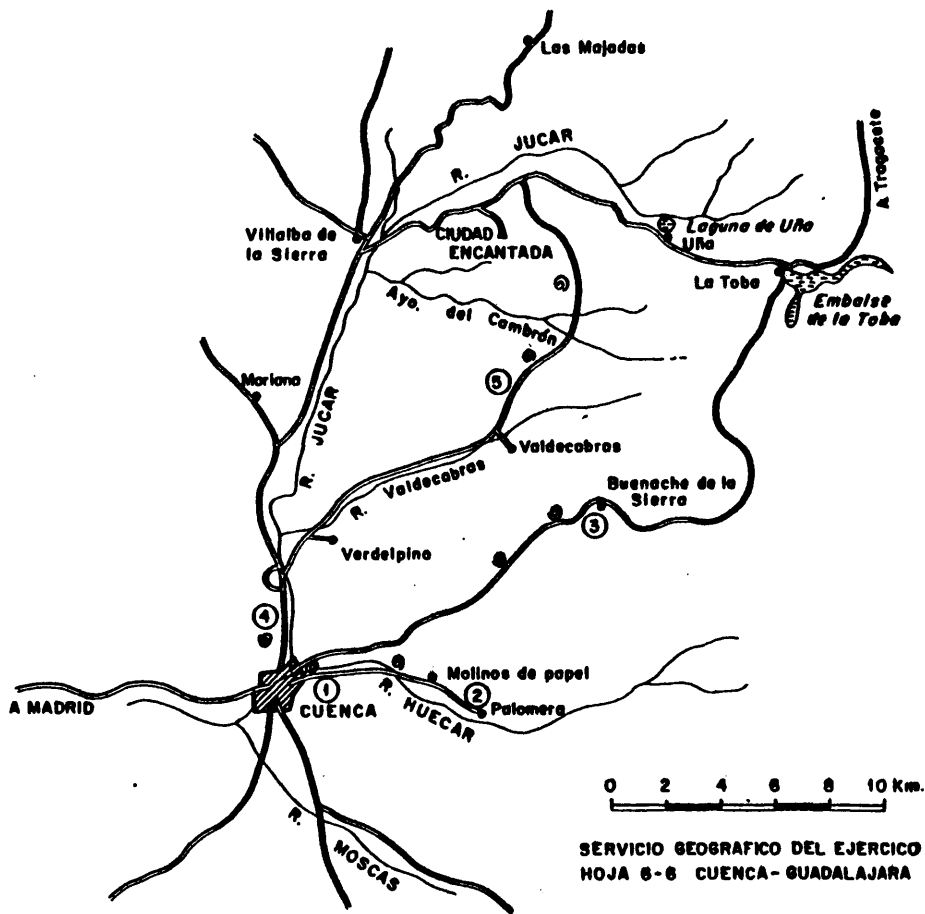 Las Majadas
A Tragacete
R. JUCAR
Villalba de
la Sierra
CIUDAD
ENCANTADA
Laguna de Uña
Uña
La Toba
Embalse
de la Toba
Ayo. del Cambrón
Mariana
5
R. JUCAR
Valdecabras
R. Valdecabras
Buenache de la
Sierra
3
Verdelpino
4
Molinos de papel
1
2
A MADRID
CUENCA
R. HUECAR
Palomera
R. MOSCAS
0 2 4 6 8 10 Km.
SERVICIO GEOGRAFICO DEL EJERCICO
HOJA 6-6 CUENCA-GUADALAJARA